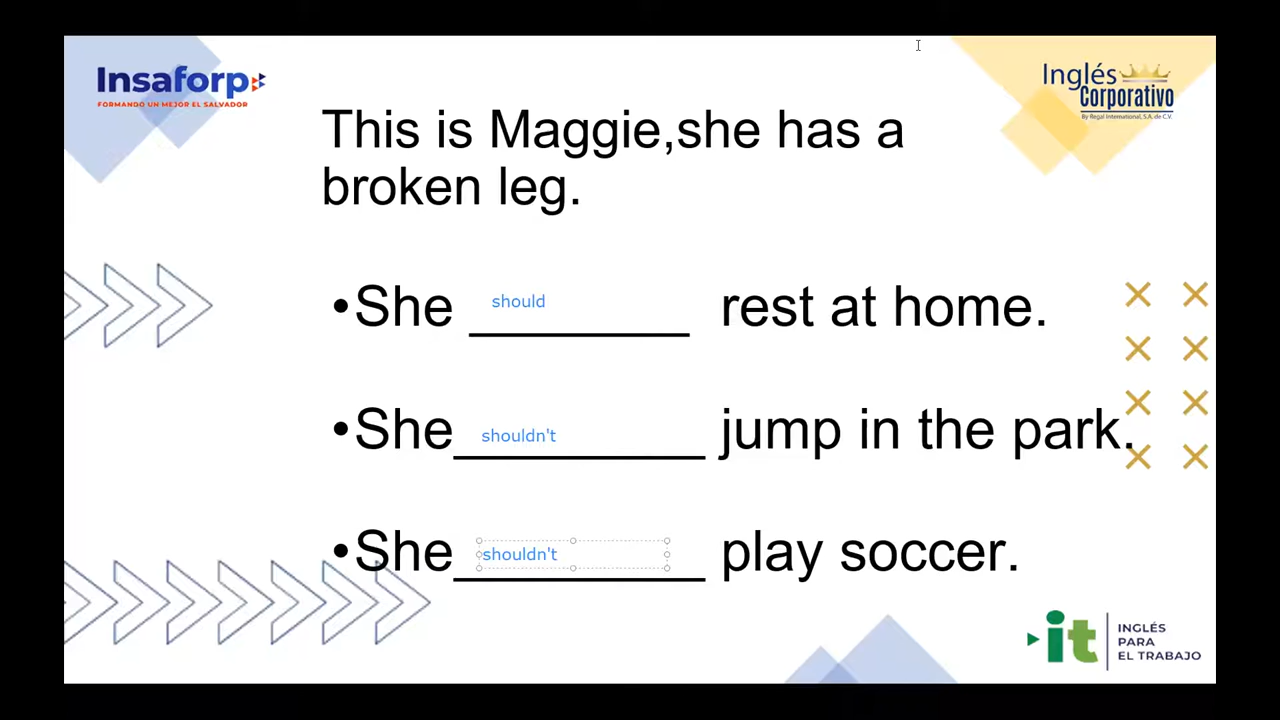 Insaforp
FORMANDO UN MEJOR EL SALVADOR
Inglés
Corporativo
By Regal International, S.A. de C.V.
This is Maggie,she has a
broken leg.
•She should rest at home.
•She shouldn't jump in the park.
•She shouldn't play soccer.
it
INGLÉS
PARA
EL TRABAJO